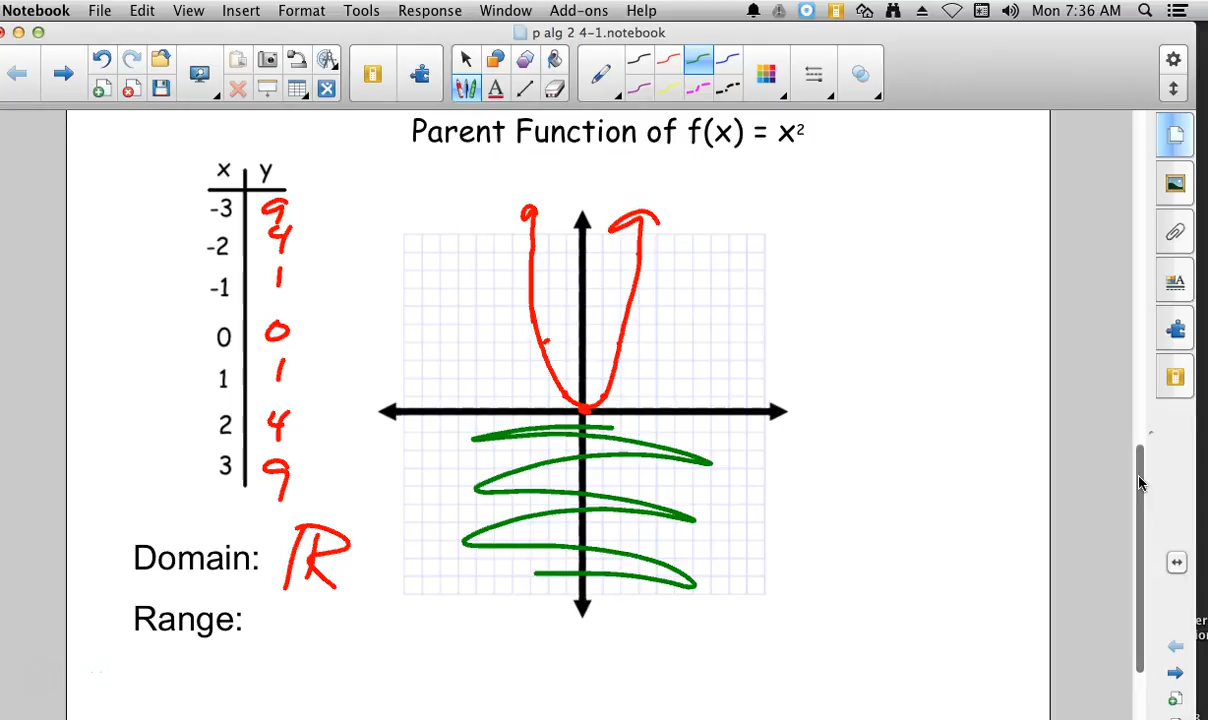 Notebook File Edit View Insert Format Tools Response Window Add-ons Help Mon 7:36 AM
p alg 2 4-1.notebook
Parent Function of f(x) = x²
x y
-3 9
-2 4
-1 1
0 0
1 1
2 4
3 9
Domain: ℝ
Range: